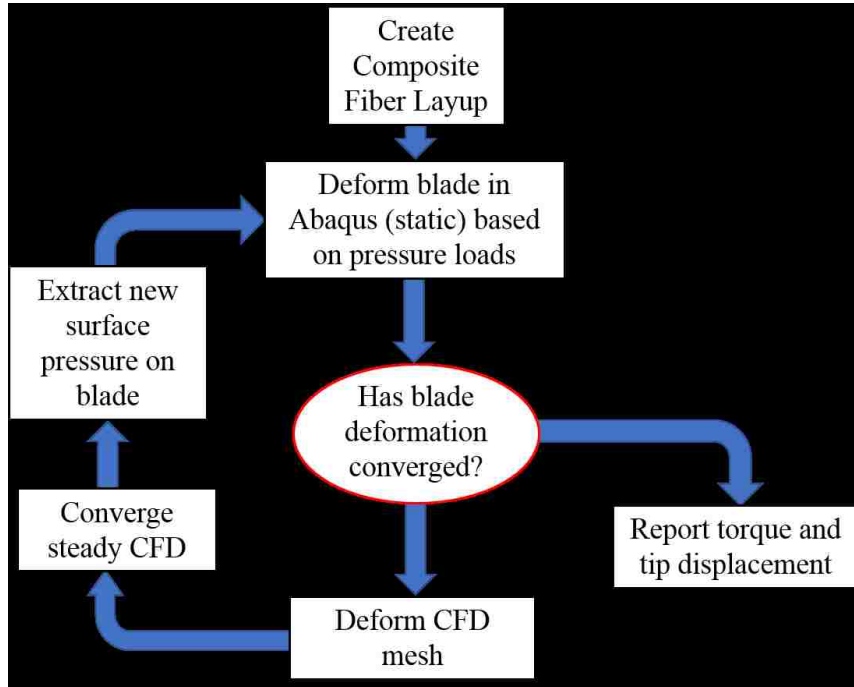 Create
Composite
Fiber Layup
Deform blade in
Abaqus (static) based
on pressure loads
Extract new
surface
pressure on
blade
Has blade
deformation
converged?
Converge
steady CFD
Report torque and
tip displacement
Deform CFD
mesh